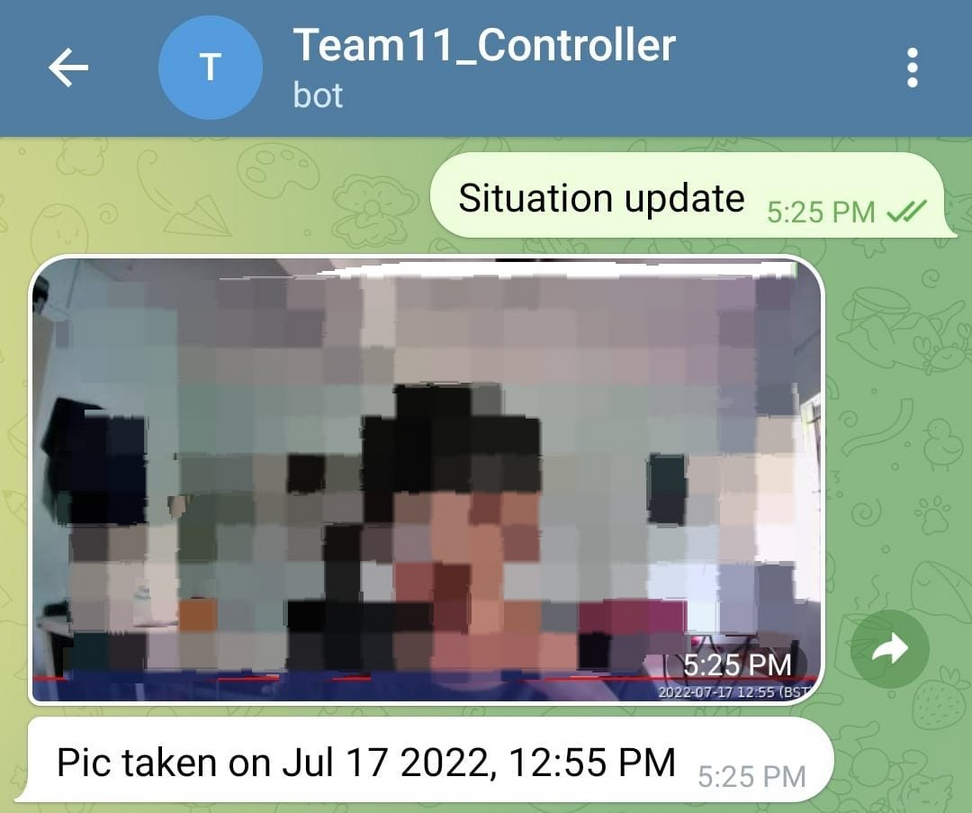 T
Team11_Controller
bot
Situation update 5:25 PM
5:25 PM
2022-07-17 12:55 (BST
Pic taken on Jul 17 2022, 12:55 PM 5:25 PM